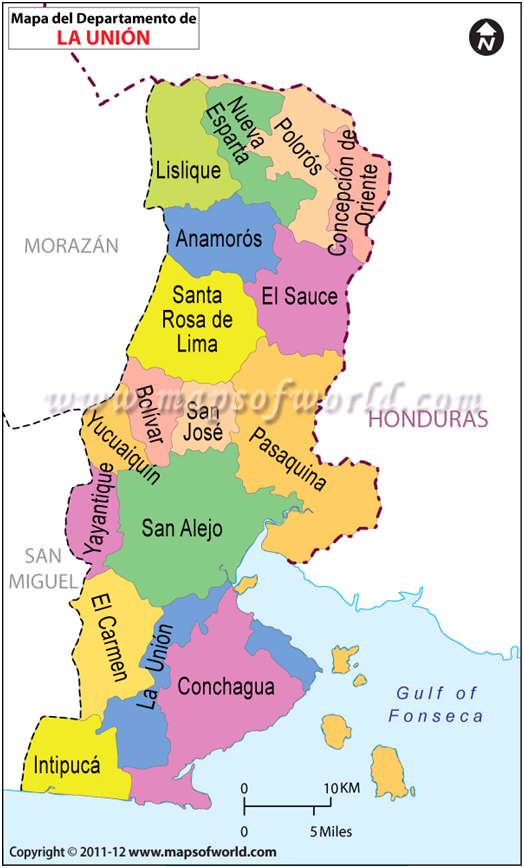 Mapa del Departamento de
LA UNIÓN
N
Nueva
Esparta
Polorós
Concepción de
Oriente
Lislique
MORAZÁN
Anamorós
El Sauce
Santa
Rosa de
Lima
www.mapsofworld.com
HONDURAS
Bolívar
San
José
Yucuaiquin
Pasaquina
Yayantique
San Alejo
SAN
MIGUEL
El Carmen
La Unión
Conchagua
Gulf of
Fonseca
Intipucá
0 10 KM
0 5 Miles
Copyright © 2011-12 www.mapsofworld.com